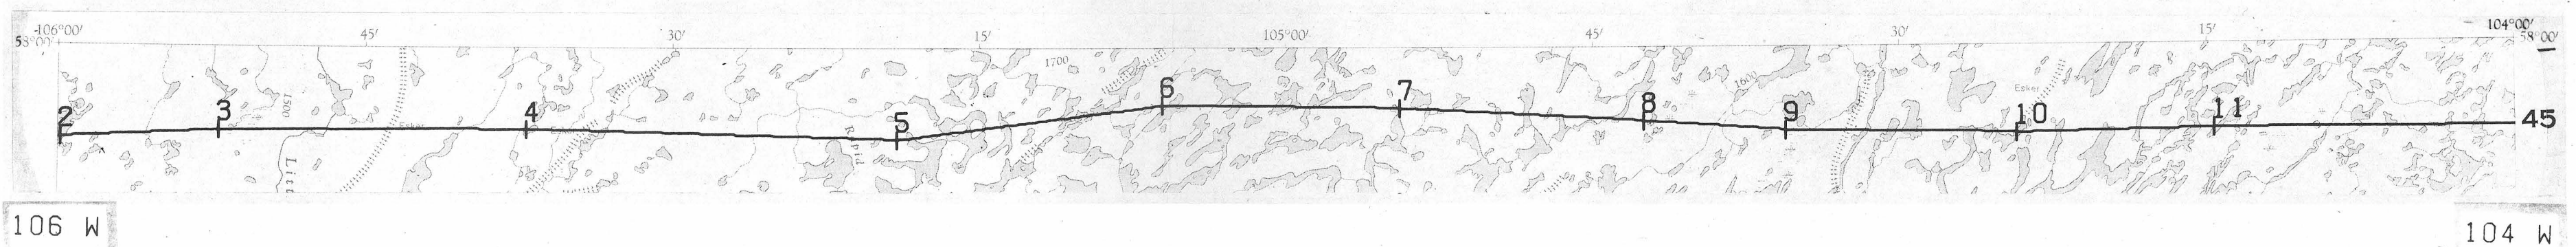 106°00′ 45′ 30′ 15′ 105°00′ 45′ 30′ 15′ 104°00′
58°00′ 58°00′
1700
1600
1500
Esker
2 3 4 5 6 7 8 9 10 11 45
Esker
Rapid
Litt
106 W 104 W